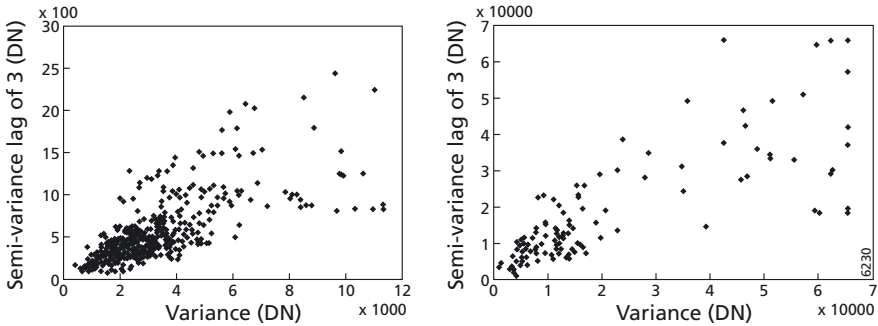 x 100
30
25
20
15
10
5
0
Semi-variance lag of 3 (DN)
0 2 4 6 8 10 12
Variance (DN)
x 1000
x 10000
7
6
5
4
3
2
1
0
Semi-variance lag of 3 (DN)
0 1 2 3 4 5 6 7
Variance (DN)
x 10000
6230